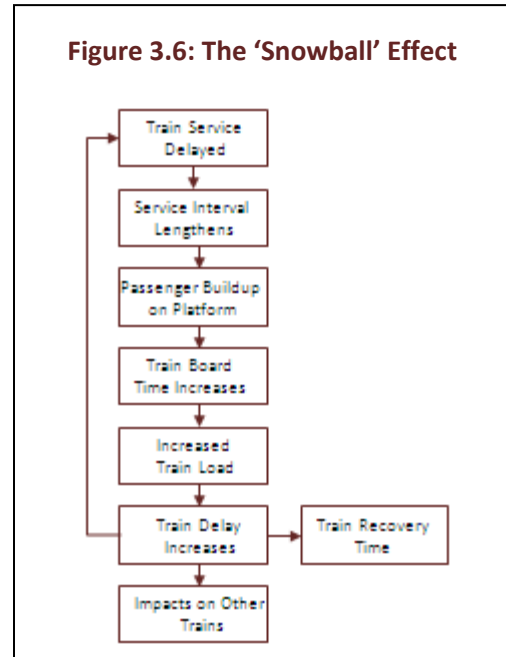 Figure 3.6: The ‘Snowball’ Effect
Train Service
Delayed
Service Interval
Lengthens
Passenger Buildup
on Platform
Train Board
Time Increases
Increased
Train Load
Train Delay
Increases
Train Recovery
Time
Impacts on Other
Trains